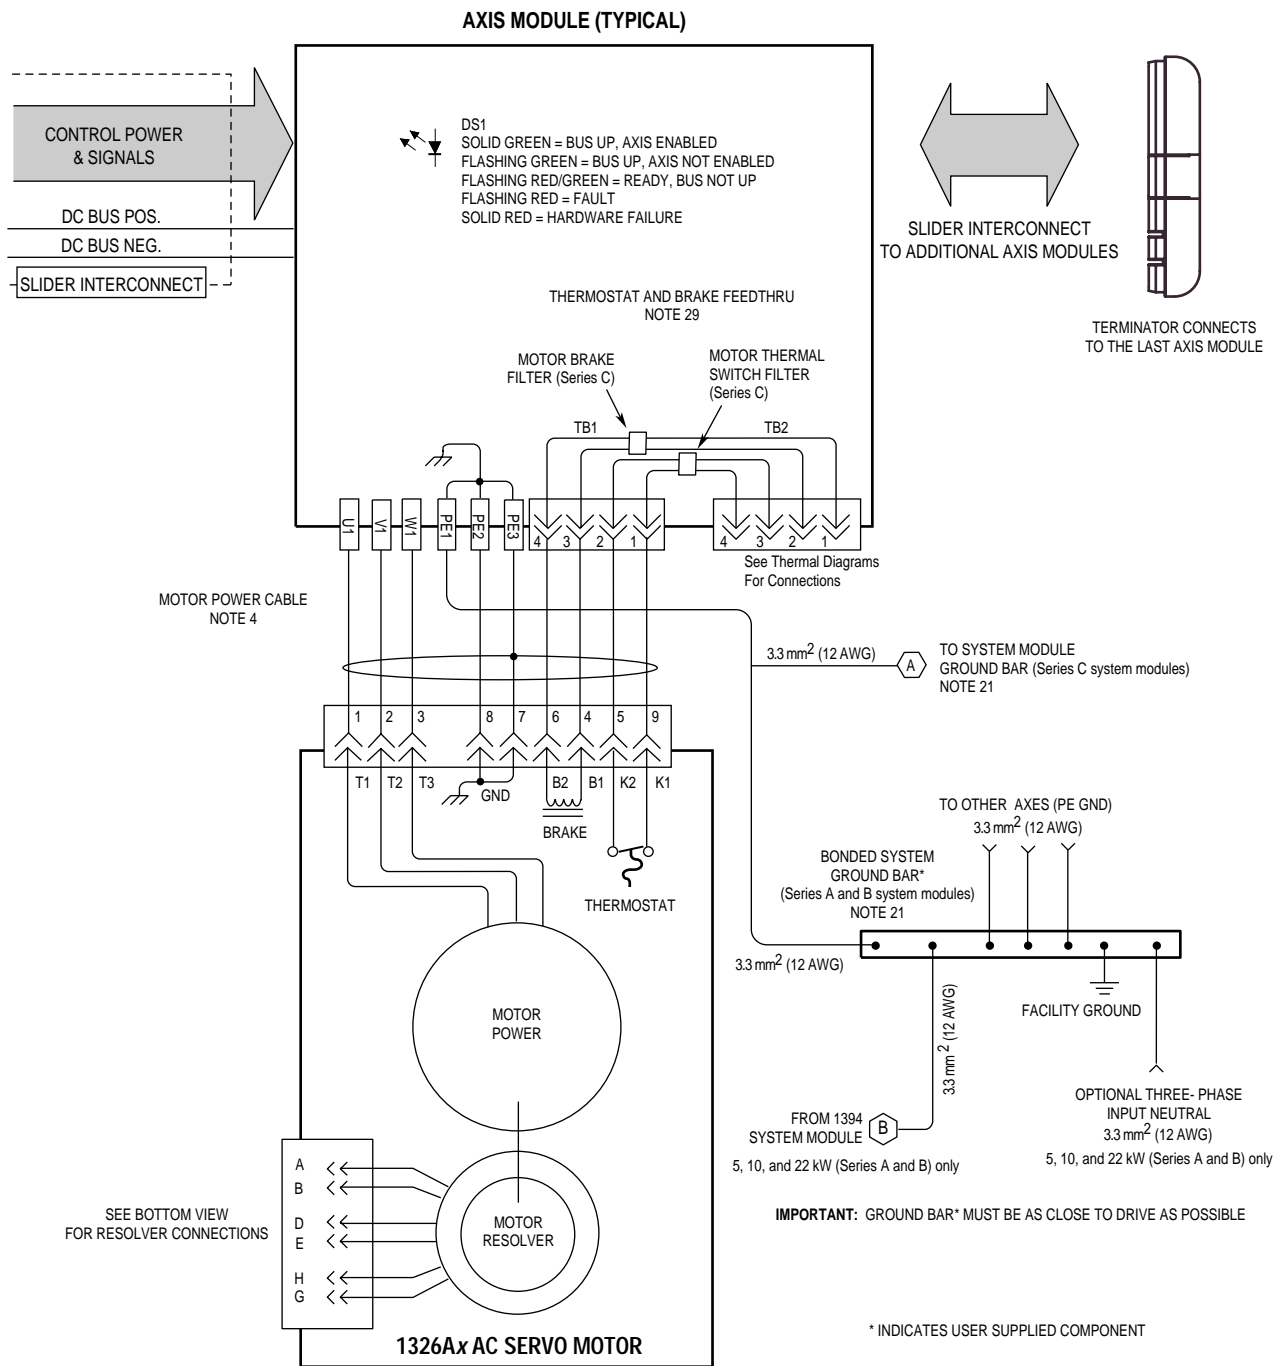 AXIS MODULE (TYPICAL)
CONTROL POWER
& SIGNALS
DC BUS POS.
DC BUS NEG.
SLIDER INTERCONNECT
DS1
SOLID GREEN = BUS UP, AXIS ENABLED
FLASHING GREEN = BUS UP, AXIS NOT ENABLED
FLASHING RED/GREEN = READY, BUS NOT UP
FLASHING RED = FAULT
SOLID RED = HARDWARE FAILURE
SLIDER INTERCONNECT
TO ADDITIONAL AXIS MODULES
TERMINATOR CONNECTS
TO THE LAST AXIS MODULE
THERMOSTAT AND BRAKE FEEDTHRU
NOTE 29
MOTOR BRAKE
FILTER (Series C)
MOTOR THERMAL
SWITCH FILTER
(Series C)
TB1
TB2
U1
V1
W1
PE1
PE2
PE3
4 3 2 1
4 3 2 1
See Thermal Diagrams
For Connections
MOTOR POWER CABLE
NOTE 4
3.3 mm2 (12 AWG)
A
TO SYSTEM MODULE
GROUND BAR (Series C system modules)
NOTE 21
1 2 3 8 7 6 4 5 9
T1 T2 T3 GND B2 B1 K2 K1
BRAKE
THERMOSTAT
TO OTHER AXES (PE GND)
3.3 mm2 (12 AWG)
BONDED SYSTEM
GROUND BAR*
(Series A and B system modules)
NOTE 21
3.3 mm2 (12 AWG)
3.3 mm2 (12 AWG)
FACILITY GROUND
MOTOR
POWER
FROM 1394
SYSTEM MODULE
B
5, 10, and 22 kW (Series A and B) only
OPTIONAL THREE- PHASE
INPUT NEUTRAL
3.3 mm2 (12 AWG)
5, 10, and 22 kW (Series A and B) only
IMPORTANT: GROUND BAR* MUST BE AS CLOSE TO DRIVE AS POSSIBLE
SEE BOTTOM VIEW
FOR RESOLVER CONNECTIONS
A
B
D
E
H
G
MOTOR
RESOLVER
1326Ax AC SERVO MOTOR
* INDICATES USER SUPPLIED COMPONENT